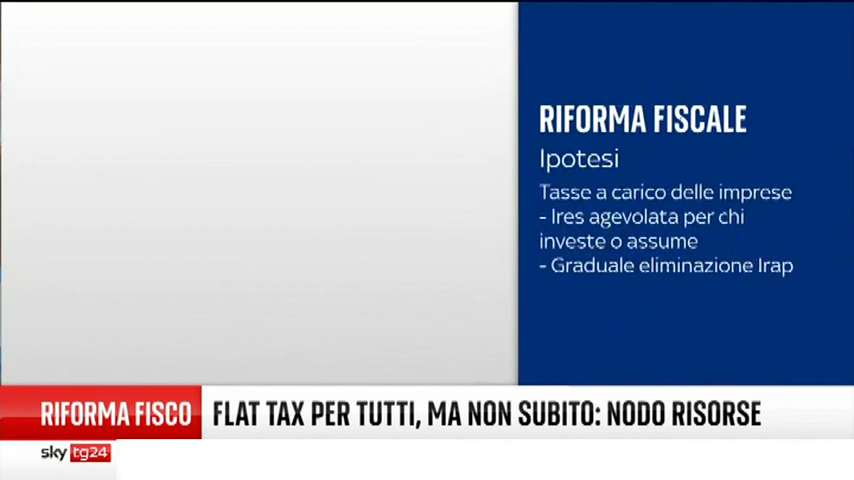 RIFORMA FISCALE
Ipotesi
Tasse a carico delle imprese
- Ires agevolata per chi
investe o assume
- Graduale eliminazione Irap
RIFORMA FISCO
FLAT TAX PER TUTTI, MA NON SUBITO: NODO RISORSE
sky tg24